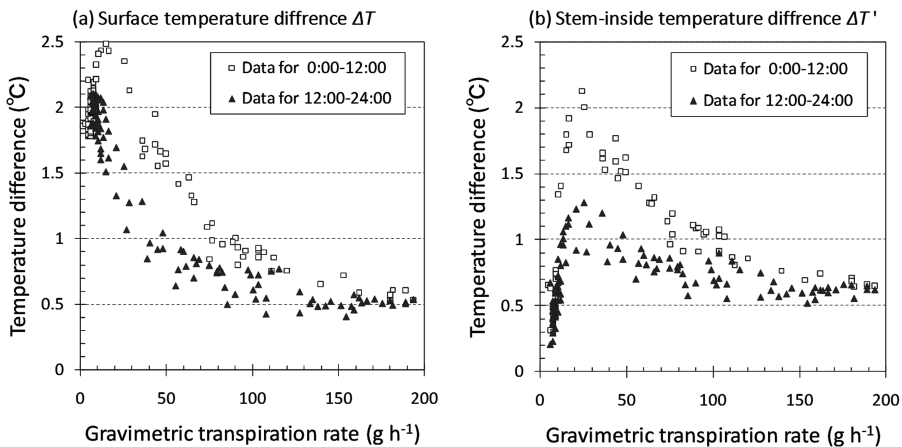 (a) Surface temperature diffrence ΔT
(b) Stem-inside temperature diffrence ΔT'
2.5
2
1.5
1
0.5
0
Temperature difference (℃)
Data for 0:00-12:00
Data for 12:00-24:00
0
50
100
150
200
Gravimetric transpiration rate (g h⁻¹)
2.5
2
1.5
1
0.5
0
Temperature difference (℃)
Data for 0:00-12:00
Data for 12:00-24:00
0
50
100
150
200
Gravimetric transpiration rate (g h⁻¹)